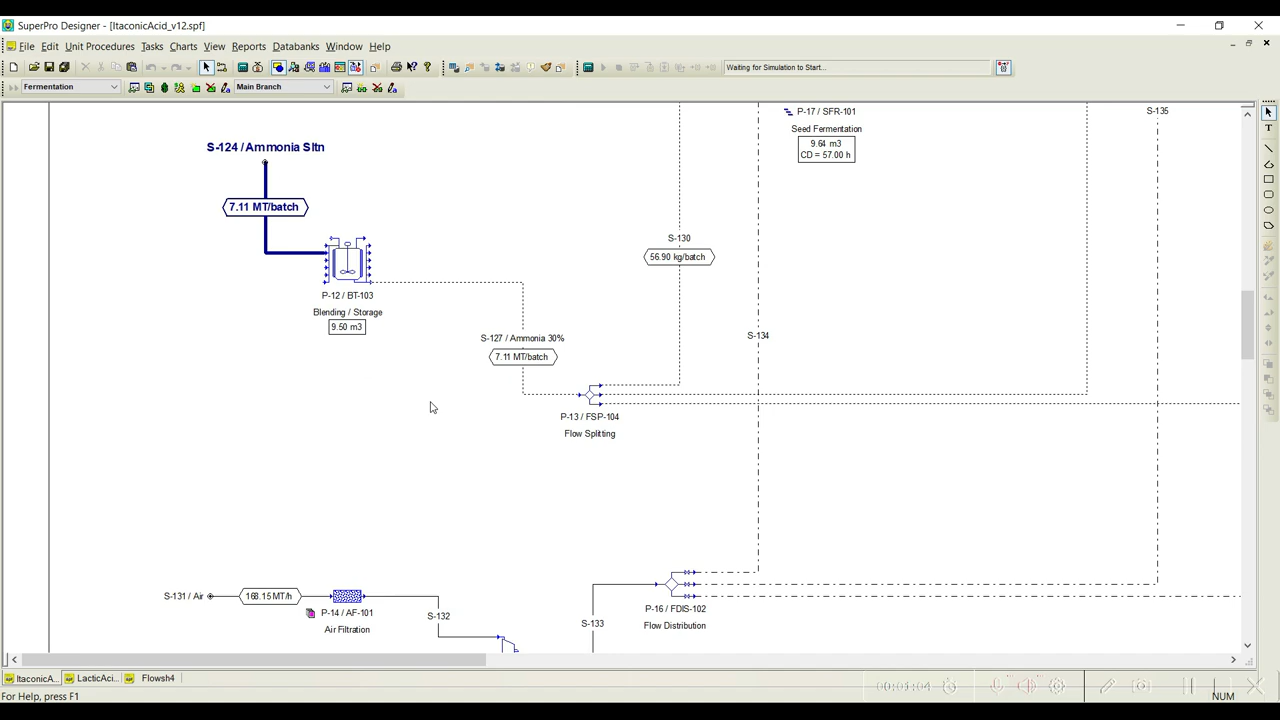 SuperPro Designer - [ItaconicAcid_v12.spf]
File Edit Unit Procedures Tasks Charts View Reports Databanks Window Help
Waiting for Simulation to Start...
Fermentation Main Branch
P-17 / SFR-101
Seed Fermentation
9.64 m3
CD = 57.00 h
S-135
S-124 / Ammonia Sltn
7.11 MT/batch
S-130
56.90 kg/batch
P-12 / BT-103
Blending / Storage
9.50 m3
S-127 / Ammonia 30%
7.11 MT/batch
S-134
P-13 / FSP-104
Flow Splitting
S-131 / Air
168.15 MT/h
P-14 / AF-101
Air Filtration
S-132
S-133
P-16 / FDIS-102
Flow Distribution
ItaconicA... LacticAci... Flowsh4
For Help, press F1
00:01:04
NUM